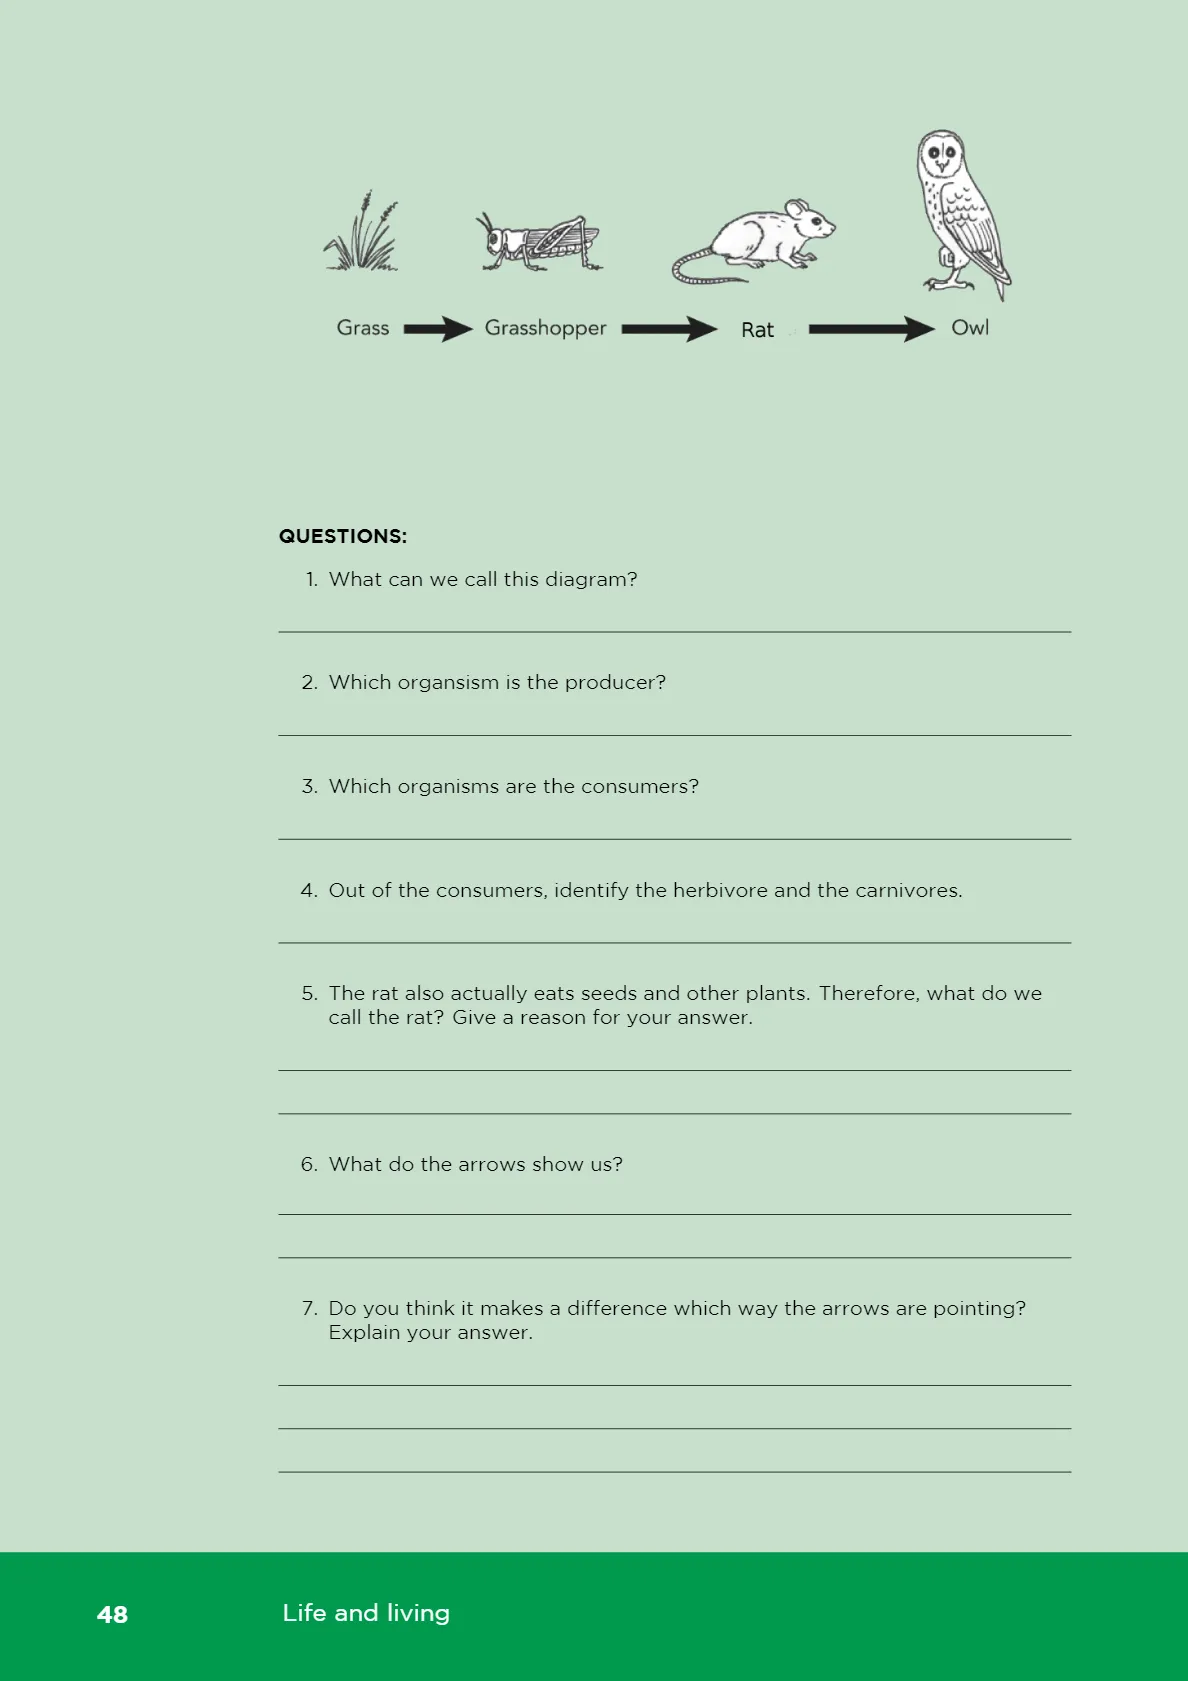 Grass Grasshopper Rat Owl
QUESTIONS:
1. What can we call this diagram?
2. Which organsism is the producer?
3. Which organisms are the consumers?
4. Out of the consumers, identify the herbivore and the carnivores.
5. The rat also actually eats seeds and other plants. Therefore, what do we
call the rat? Give a reason for your answer.
6. What do the arrows show us?
7. Do you think it makes a difference which way the arrows are pointing?
Explain your answer.
48 Life and living